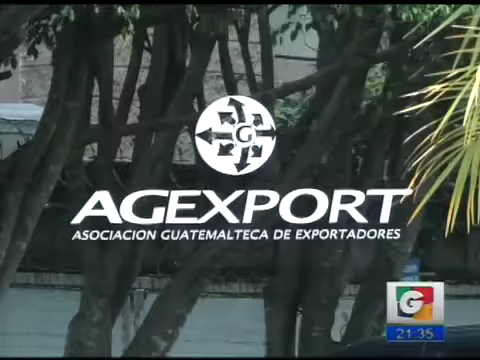 G
AGEXPORT
ASOCIACION GUATEMALTECA DE EXPORTADORES
G
21:35